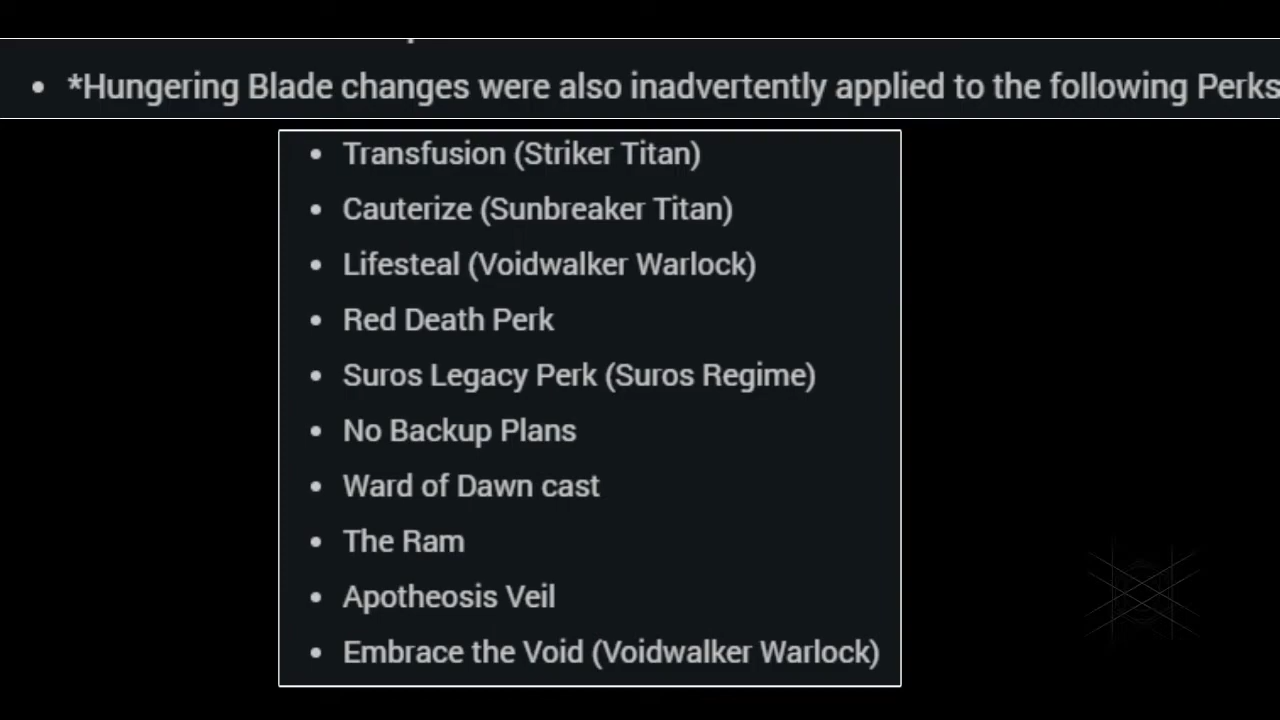 • *Hungering Blade changes were also inadvertently applied to the following Perks
• Transfusion (Striker Titan)
• Cauterize (Sunbreaker Titan)
• Lifesteal (Voidwalker Warlock)
• Red Death Perk
• Suros Legacy Perk (Suros Regime)
• No Backup Plans
• Ward of Dawn cast
• The Ram
• Apotheosis Veil
• Embrace the Void (Voidwalker Warlock)